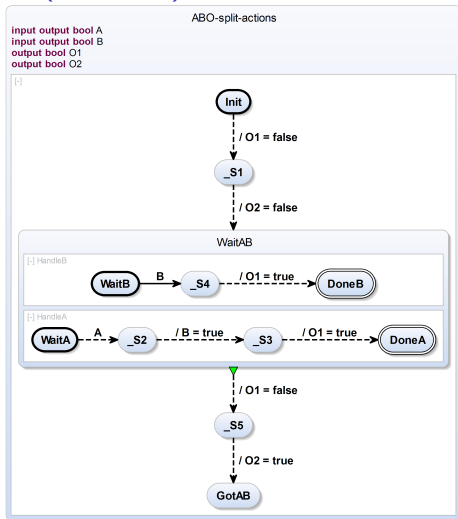 ABO-split-actions
input output bool A
input output bool B
output bool O1
output bool O2
[-]
Init
/ O1 = false
_S1
/ O2 = false
WaitAB
[-] HandleB
WaitB
B
_S4
/ O1 = true
DoneB
[-] HandleA
WaitA
A
_S2
/ B = true
_S3
/ O1 = true
DoneA
/ O1 = false
_S5
/ O2 = true
GotAB